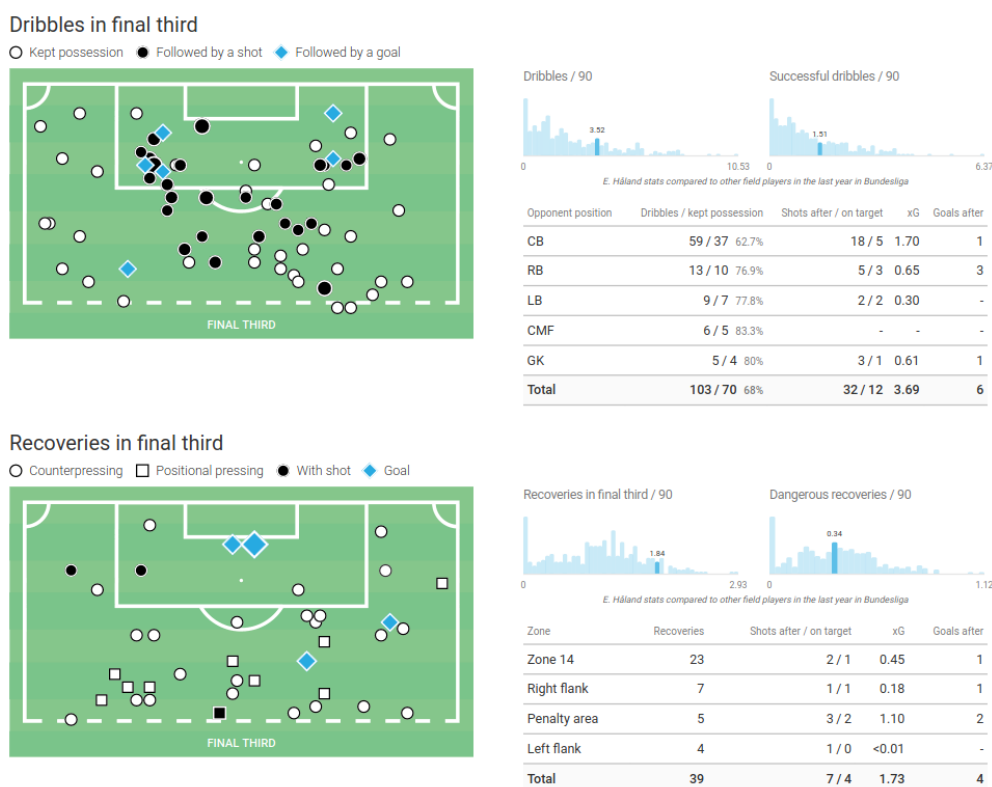 Dribbles in final third
Kept possession Followed by a shot Followed by a goal
FINAL THIRD
Dribbles / 90
3.52
0 10.53
Successful dribbles / 90
1.51
0 6.37
E. Håland stats compared to other field players in the last year in Bundesliga
Opponent position Dribbles / kept possession Shots after / on target xG Goals after
CB 59 / 37 62.7% 18 / 5 1.70 1
RB 13 / 10 76.9% 5 / 3 0.65 3
LB 9 / 7 77.8% 2 / 2 0.30 -
CMF 6 / 5 83.3% - - -
GK 5 / 4 80% 3 / 1 0.61 1
Total 103 / 70 68% 32 / 12 3.69 6
Recoveries in final third
Counterpressing Positional pressing With shot Goal
FINAL THIRD
Recoveries in final third / 90
1.84
0 2.93
Dangerous recoveries / 90
0.34
0 1.12
E. Håland stats compared to other field players in the last year in Bundesliga
Zone Recoveries Shots after / on target xG Goals after
Zone 14 23 2 / 1 0.45 1
Right flank 7 1 / 1 0.18 1
Penalty area 5 3 / 2 1.10 2
Left flank 4 1 / 0 <0.01 -
Total 39 7 / 4 1.73 4